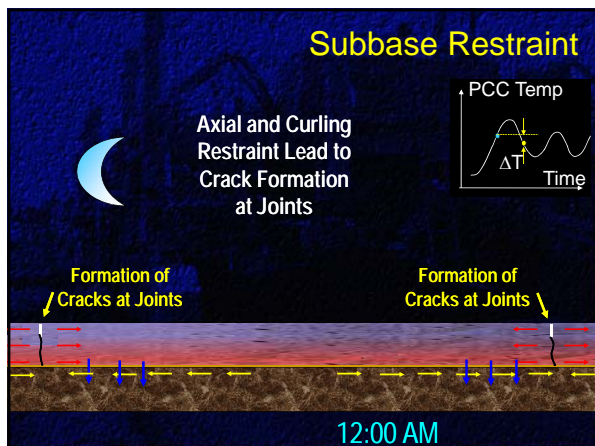 Subbase Restraint
PCC Temp
ΔT
Time
Axial and Curling
Restraint Lead to
Crack Formation
at Joints
Formation of
Cracks at Joints
Formation of
Cracks at Joints
12:00 AM